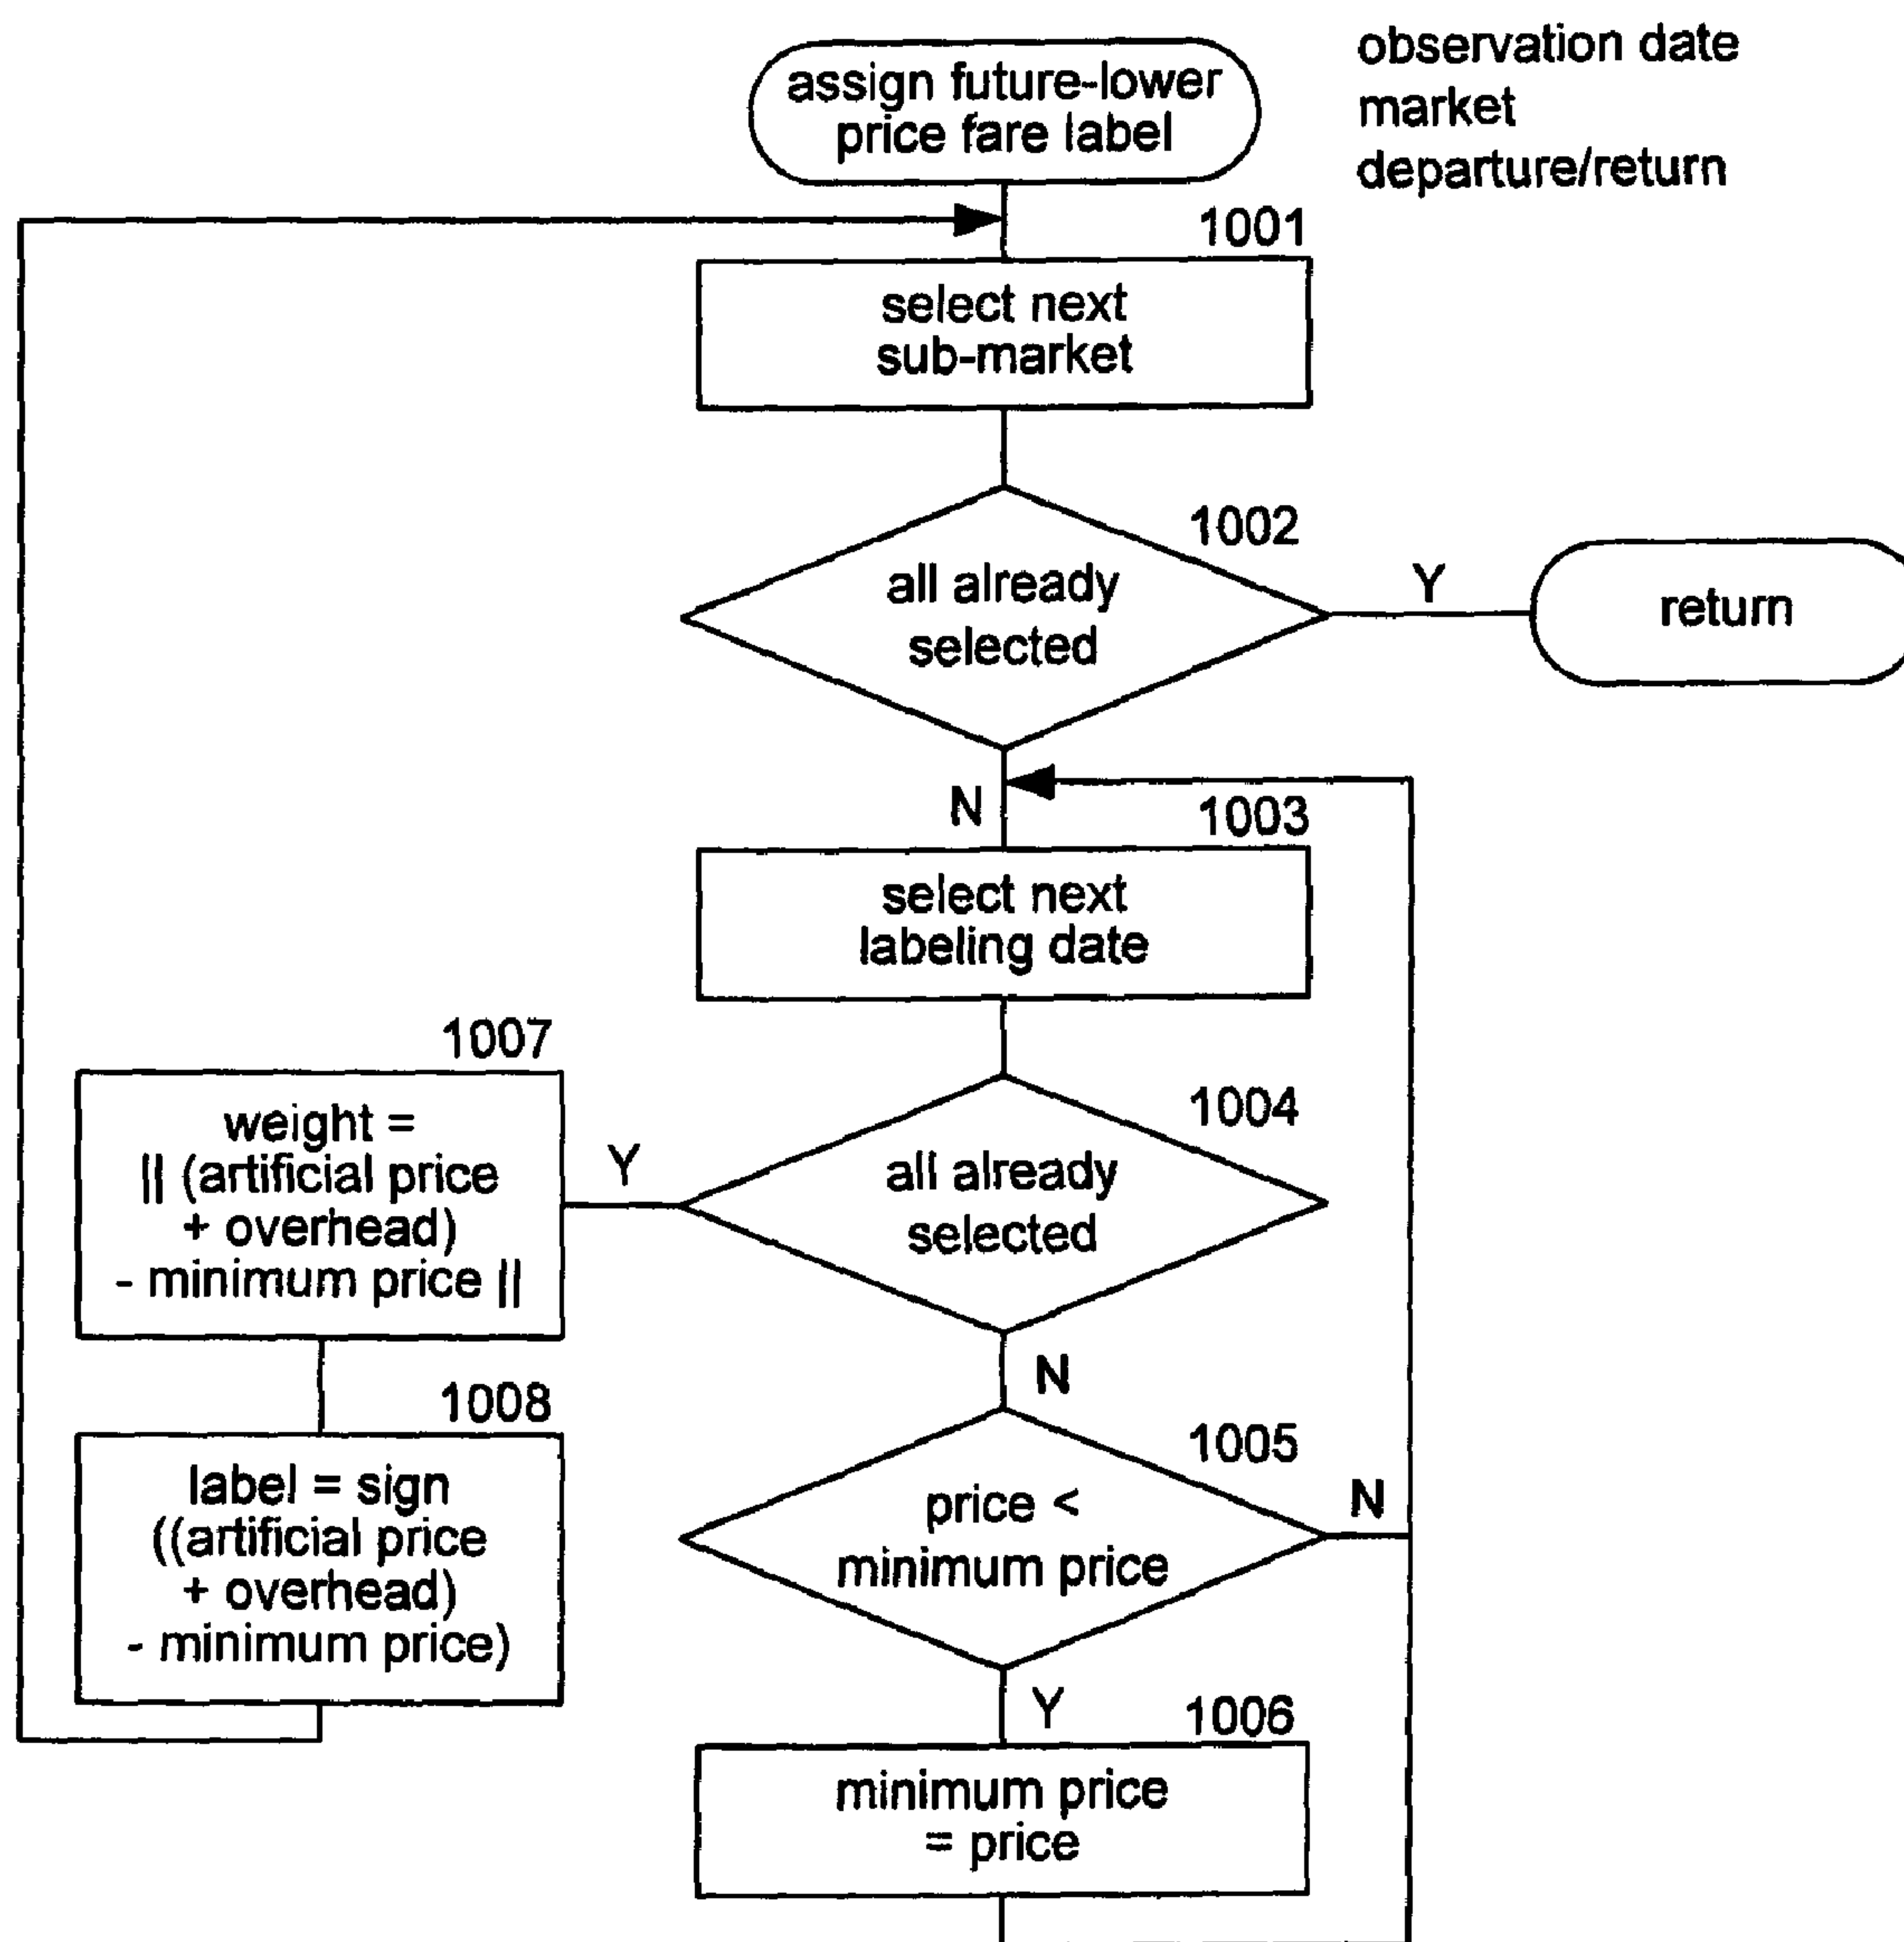 assign future-lower
price fare label
observation date
market
departure/return
1001
select next
sub-market
1002
all already
selected
Y
return
N
1003
select next
labeling date
1004
all already
selected
Y
1007
weight =
|| (artificial price
+ overhead)
- minimum price ||
N
1008
label = sign
((artificial price
+ overhead)
- minimum price)
1005
price <
minimum price
N
Y
1006
minimum price
= price